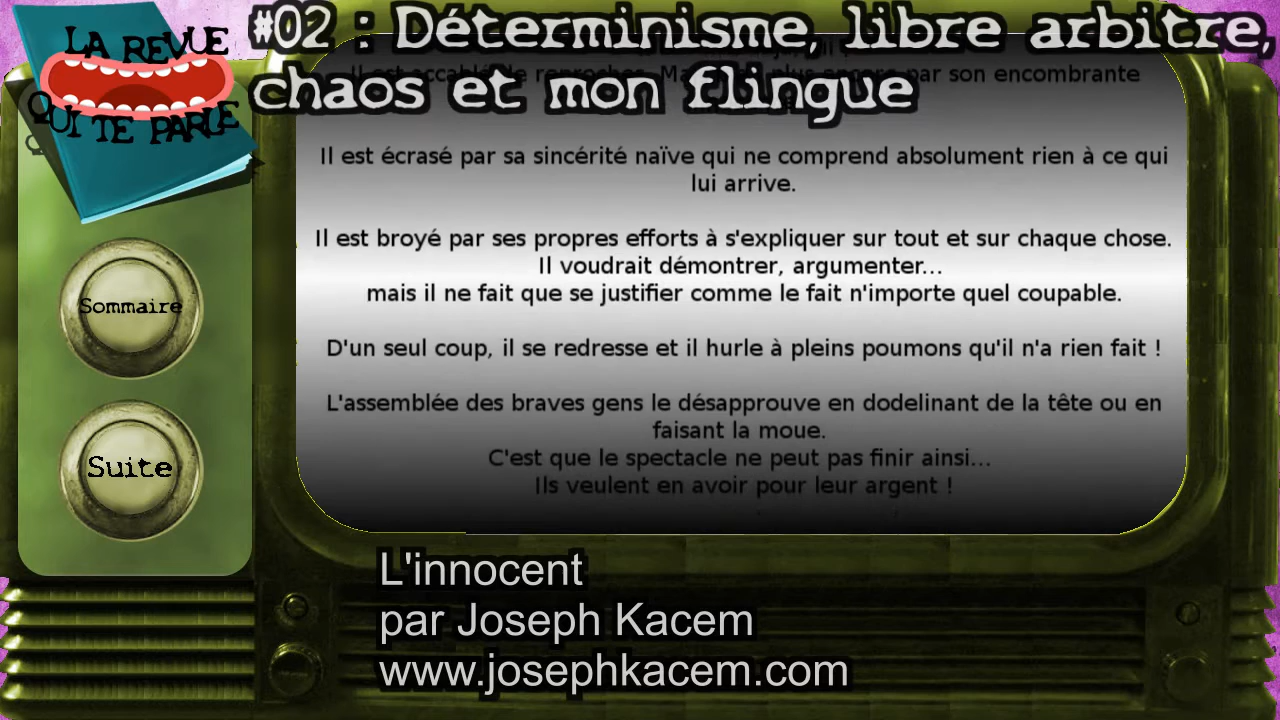 LA REVUE
QUI TE PARLE
#02 : Déterminisme, libre arbitre,
chaos et mon flingue
par son encombrante
Il est écrasé par sa sincérité naïve qui ne comprend absolument rien à ce qui
lui arrive.
Il est broyé par ses propres efforts à s'expliquer sur tout et sur chaque chose.
Il voudrait démontrer, argumenter...
mais il ne fait que se justifier comme le fait n'importe quel coupable.
D'un seul coup, il se redresse et il hurle à pleins poumons qu'il n'a rien fait !
L'assemblée des braves gens le désapprouve en dodelinant de la tête ou en
faisant la moue.
C'est que le spectacle ne peut pas finir ainsi...
Ils veulent en avoir pour leur argent !
Sommaire
Suite
L'innocent
par Joseph Kacem
www.josephkacem.com